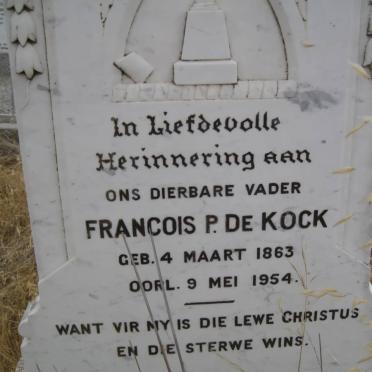 In Liefdevolle
Herinnering aan
ONS DIERBARE VADER
FRANCOIS P. DE KOCK
GEB. 4 MAART 1863
OORL. 9 MEI 1954.
WANT VIR MY IS DIE LEWE CHRISTUS
EN DIE STERWE WINS.